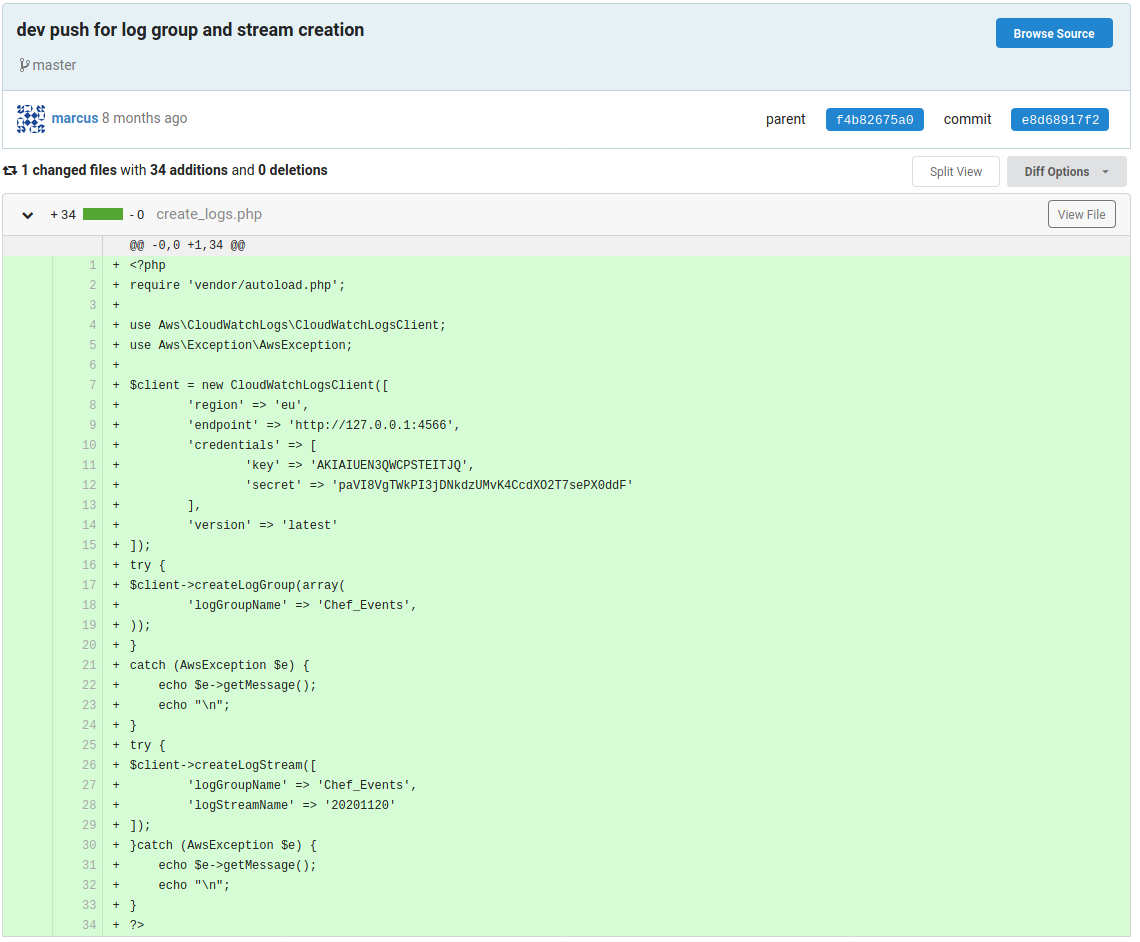 dev push for log group and stream creation
Browse Source
master
marcus 8 months ago
parent f4b82675a0 commit e8d68917f2
1 changed files with 34 additions and 0 deletions
Split View
Diff Options
+ 34 - 0 create_logs.php
View File
@@ -0,0 +1,34 @@
1 + <?php
2 + require 'vendor/autoload.php';
3 +
4 + use Aws\CloudWatchLogs\CloudWatchLogsClient;
5 + use Aws\Exception\AwsException;
6 +
7 + $client = new CloudWatchLogsClient([
8 +         'region' => 'eu',
9 +         'endpoint' => 'http://127.0.0.1:4566',
10 +         'credentials' => [
11 +                 'key' => 'AKIAIUEN3QWCPSTEITJQ',
12 +                 'secret' => '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'
13 +         ],
14 +         'version' => 'latest'
15 + ]);
16 + try {
17 + $client->createLogGroup(array(
18 +         'logGroupName' => 'Chef_Events',
19 + ));
20 + }
21 + catch (AwsException $e) {
22 +     echo $e->getMessage();
23 +     echo "\n";
24 + }
25 + try {
26 + $client->createLogStream([
27 +         'logGroupName' => 'Chef_Events',
28 +         'logStreamName' => '20201120'
29 + ]);
30 + }catch (AwsException $e) {
31 +     echo $e->getMessage();
32 +     echo "\n";
33 + }
34 + ?>